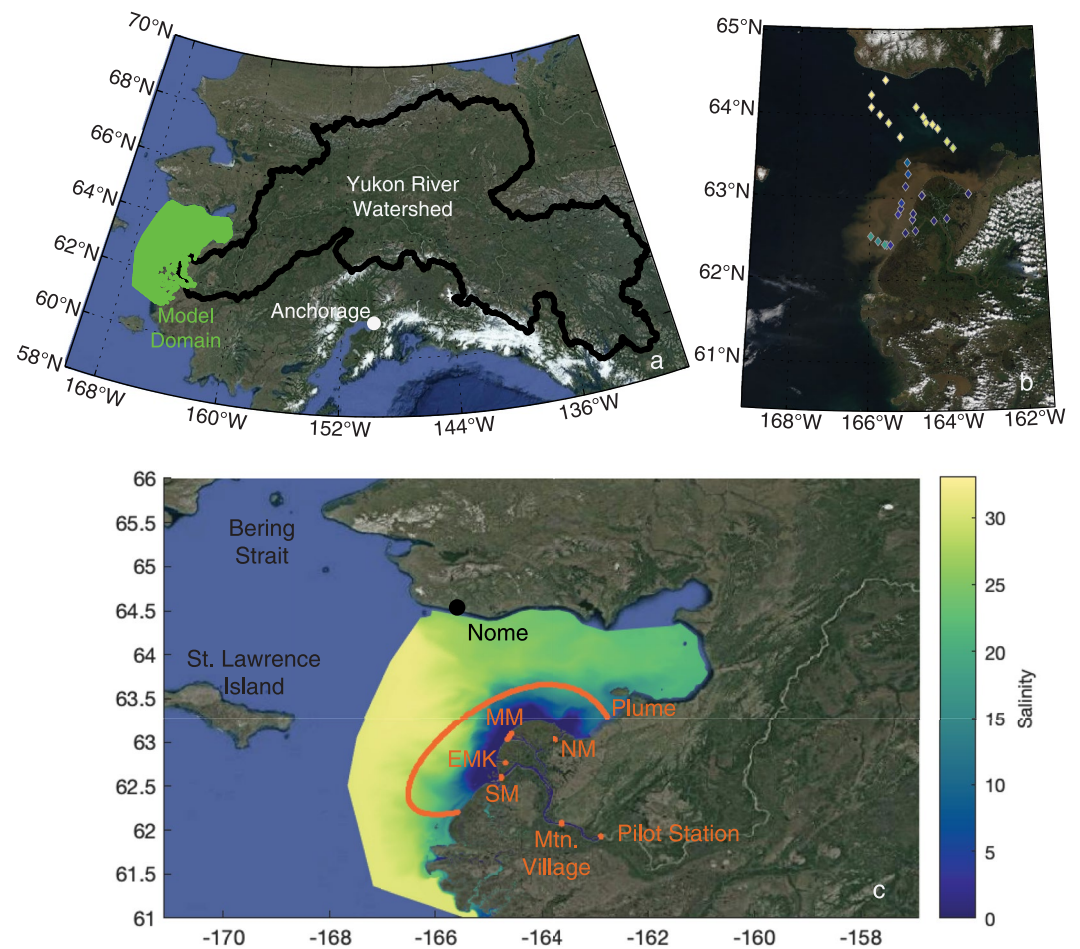 70°N
68°N
66°N
64°N
62°N
60°N
58°N
168°W
160°W
152°W
144°W
136°W
Yukon River
Watershed
Anchorage
Model
Domain
a
65°N
64°N
63°N
62°N
61°N
168°W
166°W
164°W
162°W
b
66
65.5
65
64.5
64
63.5
63
62.5
62
61.5
61
-170
-168
-166
-164
-162
-160
-158
Bering
Strait
Nome
St. Lawrence
Island
Plume
MM
NM
EMK
SM
Pilot Station
Mtn.
Village
c
30
25
20
15
10
5
0
Salinity